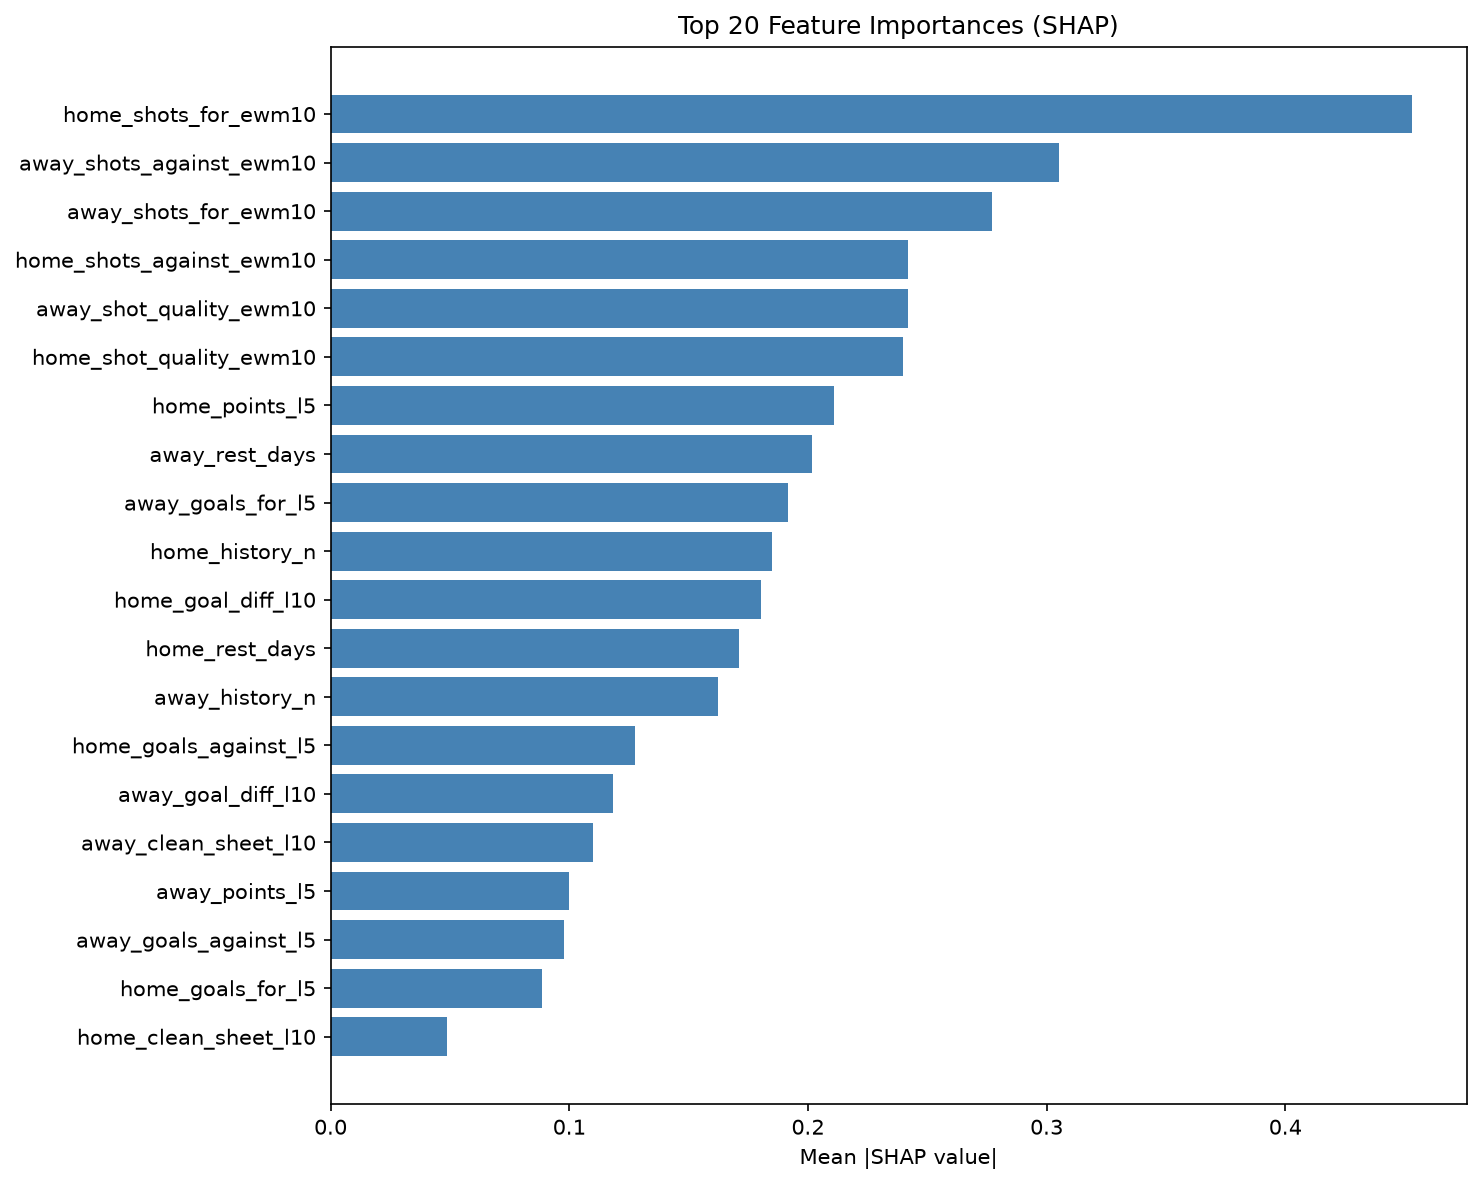 Top 20 Feature Importances (SHAP)
home_shots_for_ewm10
away_shots_against_ewm10
away_shots_for_ewm10
home_shots_against_ewm10
away_shot_quality_ewm10
home_shot_quality_ewm10
home_points_l5
away_rest_days
away_goals_for_l5
home_history_n
home_goal_diff_l10
home_rest_days
away_history_n
home_goals_against_l5
away_goal_diff_l10
away_clean_sheet_l10
away_points_l5
away_goals_against_l5
home_goals_for_l5
home_clean_sheet_l10
0.0 0.1 0.2 0.3 0.4
Mean |SHAP value|